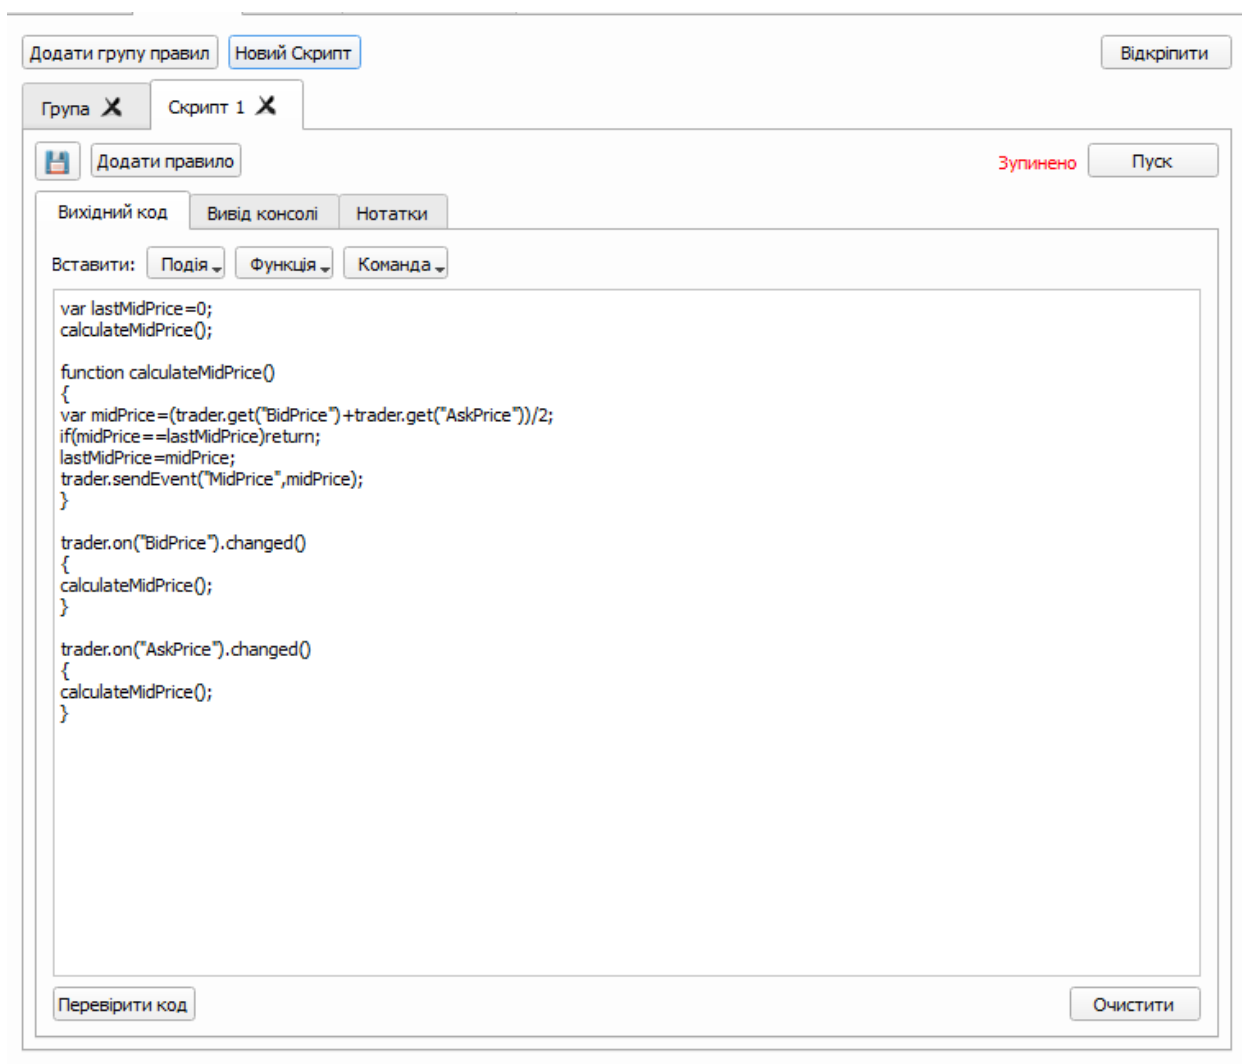 Додати групу правил Новий Скрипт Відкріпити
Група Скрипт 1
Додати правило Зупинено Пуск
Вихідний код Вивід консолі Нотатки
Вставити: Подія Функція Команда
var lastMidPrice=0;
calculateMidPrice();
function calculateMidPrice()
{
var midPrice=(trader.get("BidPrice")+trader.get("AskPrice"))/2;
if(midPrice==lastMidPrice)return;
lastMidPrice=midPrice;
trader.sendEvent("MidPrice",midPrice);
}
trader.on("BidPrice").changed()
{
calculateMidPrice();
}
trader.on("AskPrice").changed()
{
calculateMidPrice();
}
Перевірити код Очистити